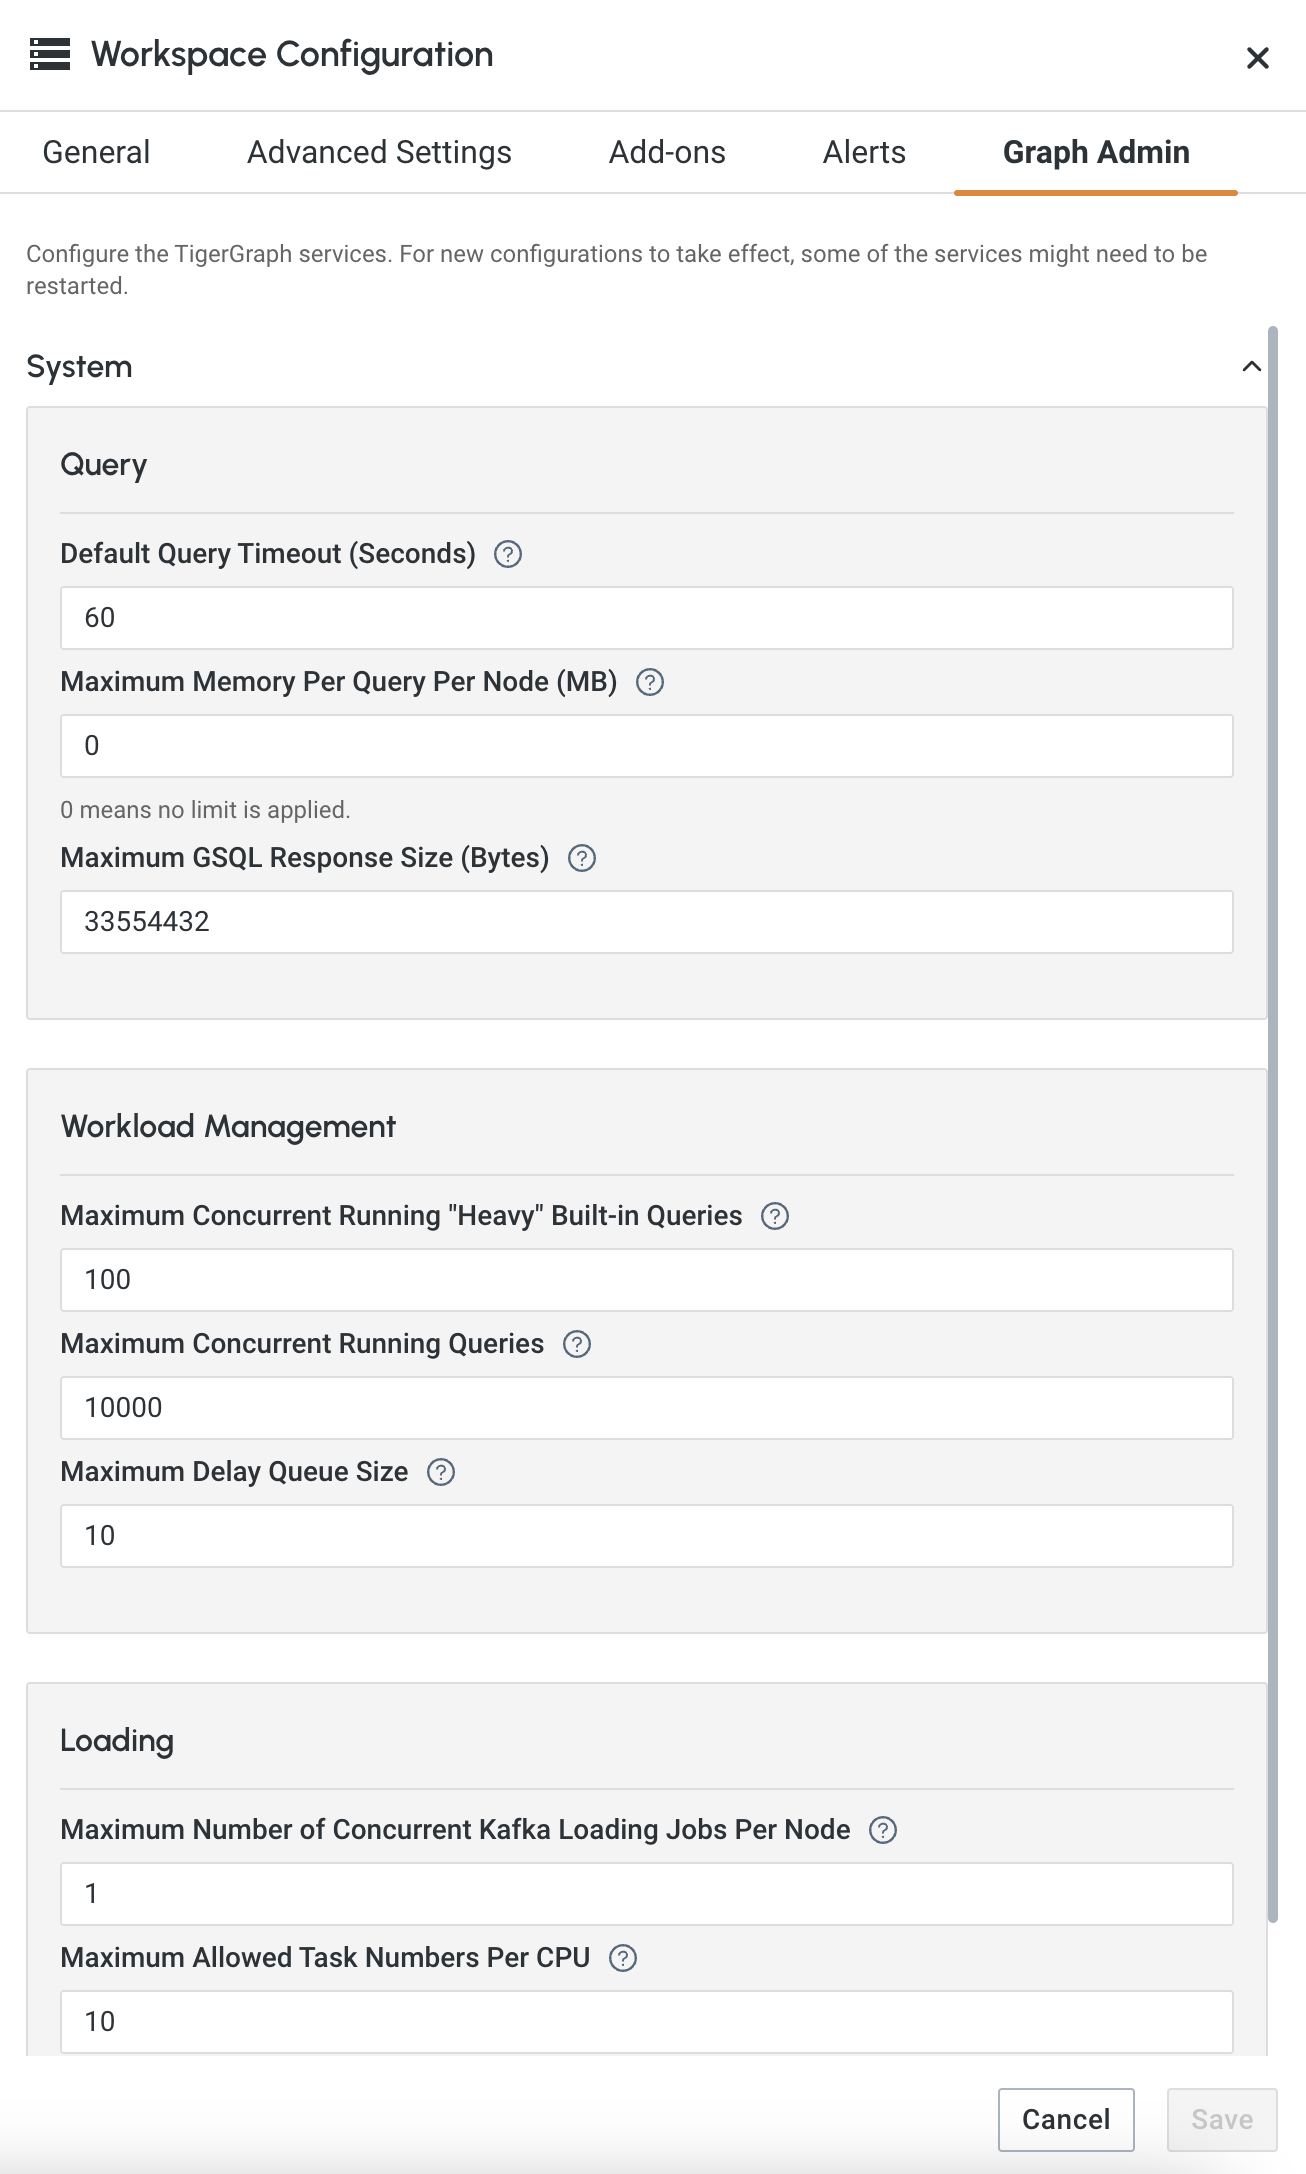 Workspace Configuration
General
Advanced Settings
Add-ons
Alerts
Graph Admin
Configure the TigerGraph services. For new configurations to take effect, some of the services might need to be
restarted.
System
Query
Default Query Timeout (Seconds)
60
Maximum Memory Per Query Per Node (MB)
0
0 means no limit is applied.
Maximum GSQL Response Size (Bytes)
33554432
Workload Management
Maximum Concurrent Running "Heavy" Built-in Queries
100
Maximum Concurrent Running Queries
10000
Maximum Delay Queue Size
10
Loading
Maximum Number of Concurrent Kafka Loading Jobs Per Node
1
Maximum Allowed Task Numbers Per CPU
10
Cancel
Save